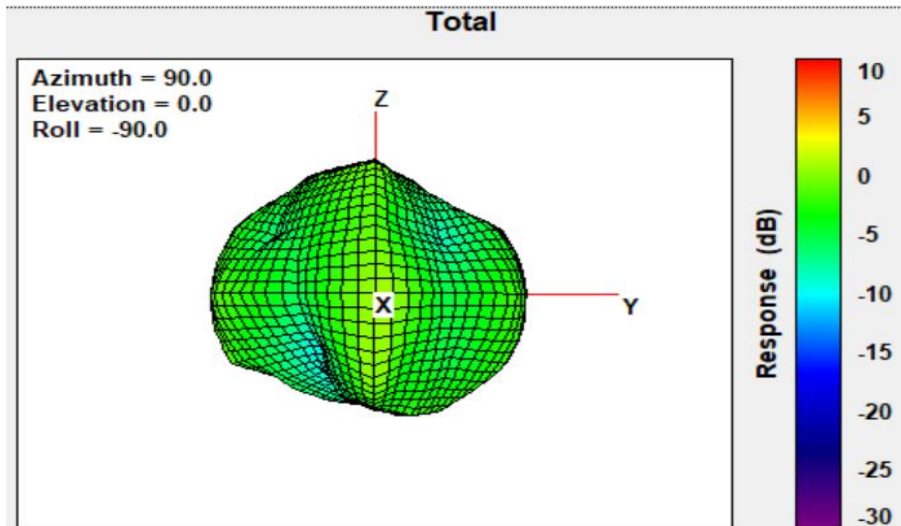 Total
Azimuth = 90.0
Elevation = 0.0
Roll = -90.0
Z
X
Y
Response (dB)
10
5
0
-5
-10
-15
-20
-25
-30